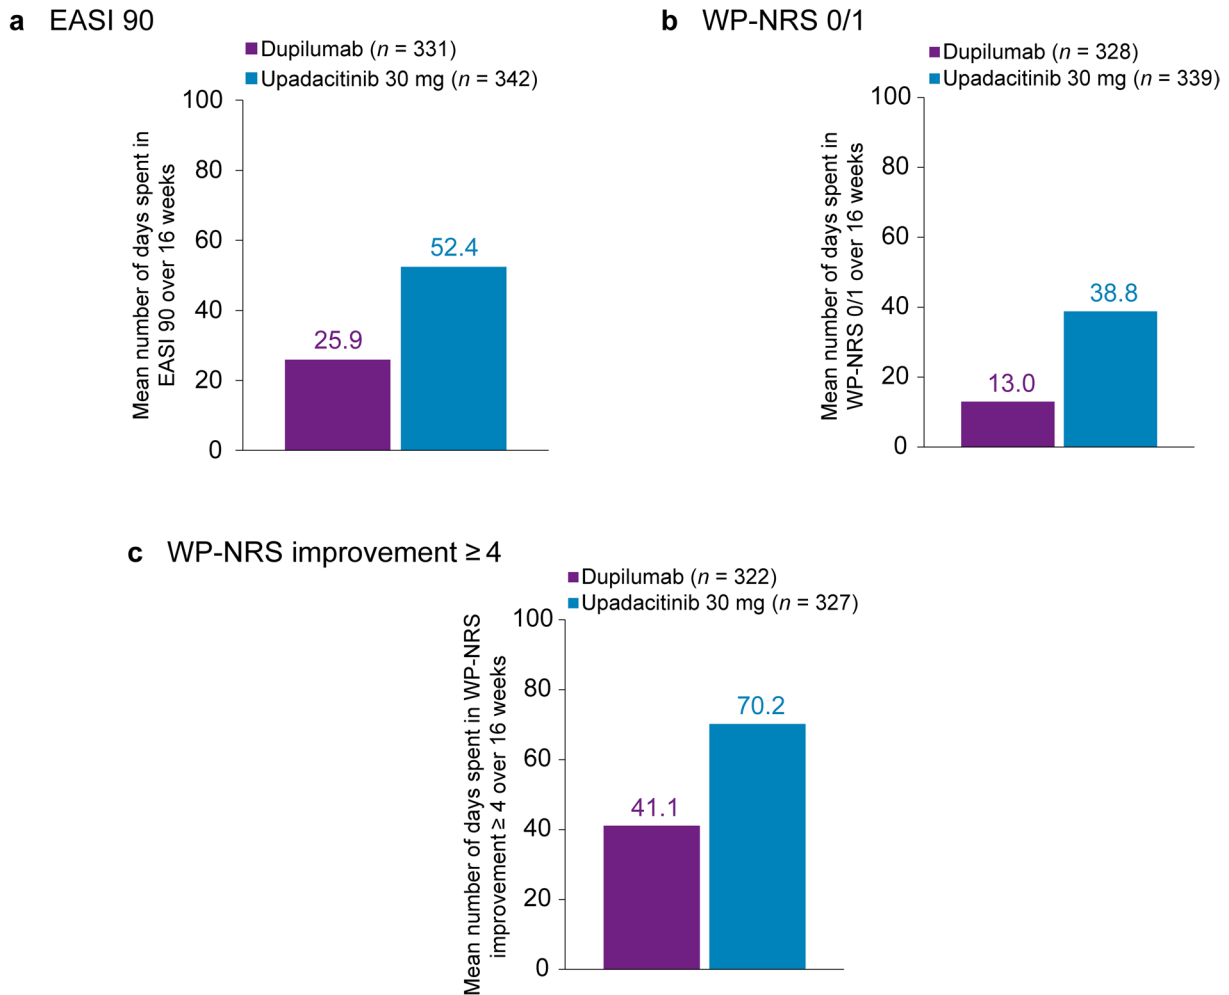 a EASI 90
Dupilumab (n = 331)
Upadacitinib 30 mg (n = 342)
Mean number of days spent in
EASI 90 over 16 weeks
100
80
60
40
20
0
25.9
52.4
b WP-NRS 0/1
Dupilumab (n = 328)
Upadacitinib 30 mg (n = 339)
Mean number of days spent in
WP-NRS 0/1 over 16 weeks
100
80
60
40
20
0
13.0
38.8
c WP-NRS improvement ≥ 4
Dupilumab (n = 322)
Upadacitinib 30 mg (n = 327)
Mean number of days spent in WP-NRS
improvement ≥ 4 over 16 weeks
100
80
60
40
20
0
41.1
70.2